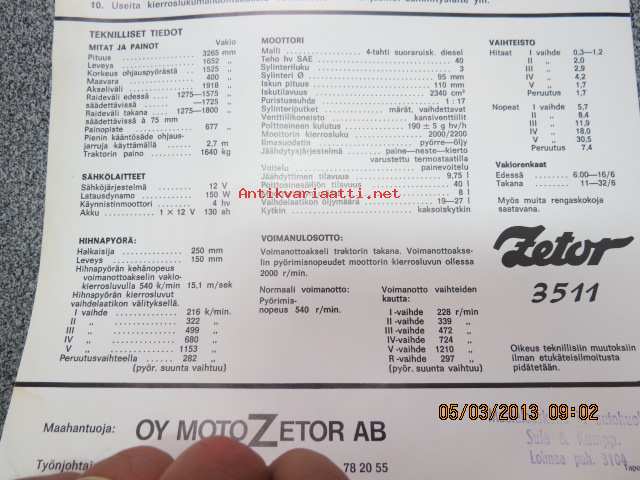 10. Useita
TEKNILLISET TIEDOT
MITAT JA PAINOT Vakio
Pituus 3265 mm
Leveys 1652 „
Korkeus ohjauspyörästä 1525 „
Maavara 400 „
Akseliväli 1918 „
Raideväli edessä 1275—1575
säädettävissä —1725 „
Raideväli takana 1275—1800 „
säädettävissä à 75 mm
Painopiste 677 „
Pienin kääntösäde ohjaus-
jarruja käyttämällä 2,7 m
Traktorin paino 1640 kg
SÄHKÖLAITTEET
Sähköjärjestelmä 12 V
Latausdynamo 150 W
Käynnistinmoottori 4 hv
Akku 1 × 12 V 130 ah
HIHNAPYÖRÄ:
Halkaisija 250 mm
Leveys 150 mm
Hihnapyörän kehänopeus
voimanottoakselin vakio-
kierrosluvulla 540 k/min 15,1 m/sek
Hihnapyörän kierrosluvut
vaihdelaatikon välityksellä.
I vaihde 216 k/min.
II „ 322 „
III „ 499 „
IV „ 680 „
V „ 1153 „
Peruutusvaihteella 282 „
(pyör. suunta vaihtuu)
MOOTTORI
Malli 4-tahti suoraruisk. diesel
Teho hv SAE 40
Sylinteriluku 3
Sylinteri Ø 95 mm
Iskun pituus 110 mm
Iskutilavuus 2340 cm³
Puristussuhde 1 : 17
Sylinteriputket märät, vaihdettavat
Venttiilikoneisto kansiventtiilit
Polttoaineen kulutus 190 ± 5 g hv/h
Moottorin kierrosluku 2000/2200
Ilmansuodatin pyörre—öljy
Jäähdytysjärjestelmä paine—neste—kierto
varustettu termostaatilla
Voitelu painevoitelu
Jäähdyttimen tilavuus 9,75 l
Polttoainesäiliön tilavuus 40 l
8 l
Vaihdelaatikon öljymäärä 19—27 l
Kytkin kaksoiskytkin
Antikvariaatti.net
VOIMANULOSOTTO:
Voimanottoakseli traktorin takana. Voimanottoakse-
lin pyörimisnopeudet moottorin kierrosluvun ollessa
2000 r/min.
Normaali voimanotto:
Pyörimis-
nopeus 540 r/min.
Voimanotto vaihteiden
kautta:
I -vaihde 228 r/min
II -vaihde 339 „
III -vaihde 472 „
IV-vaihde 724 „
V -vaihde 1210 „
R -vaihde 297 „
(pyör. suunta vaihtuu)
VAIHTEISTO
Hitaat I vaihde 0,3—1,2
II „ 2,0
III „ 2,9
IV „ 4,2
V „ 1,7
Peruutus 1,7
Nopeat I vaihde 5,7
II „ 8,4
III „ 11,9
IV „ 18,0
V „ 30,5
Peruutus 7,4
Vakiorenkaat
Edessä 6.00—16/6
Takana 11—32/6
Myös muita rengaskokoja
saatavana.
Zetor
3511
Oikeus teknillisiin muutoksiin
ilman etukäteisilmoitusta
pidätetään.
Maahantuoja: OY MOTOZETOR AB
Työnjohtaj 78 20 55
Sulo & Kumpp.
Loimaa puh. 3104
05/03/2013 09:02